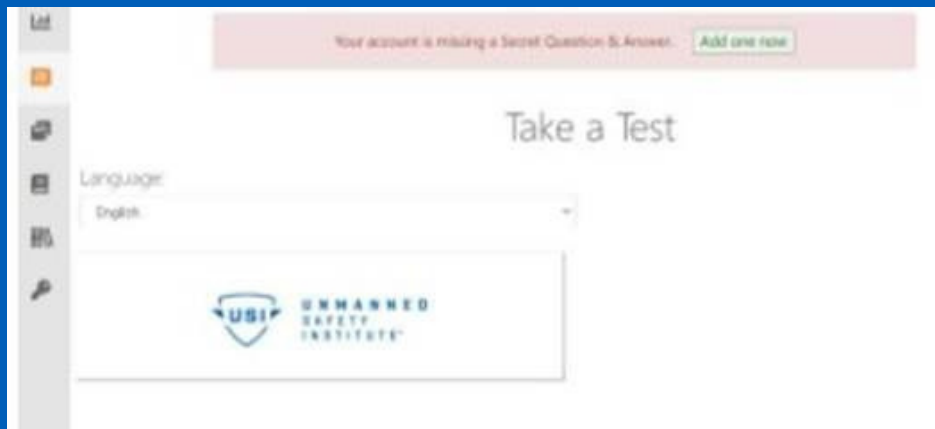 Your account is missing a Secret Question & Answer. Add one now
Take a Test
Language:
English
USI UNMANNED
SAFETY
INSTITUTE